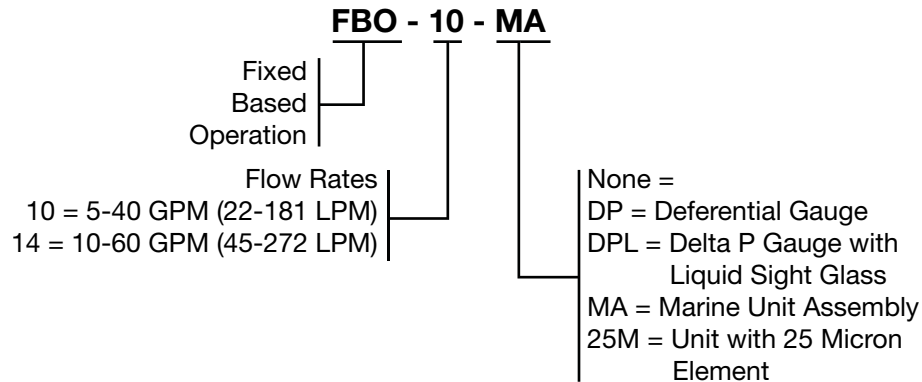 FBO - 10 - MA
Fixed
Based
Operation
Flow Rates
10 = 5-40 GPM (22-181 LPM)
14 = 10-60 GPM (45-272 LPM)
None =
DP = Deferential Gauge
DPL = Delta P Gauge with
Liquid Sight Glass
MA = Marine Unit Assembly
25M = Unit with 25 Micron
Element